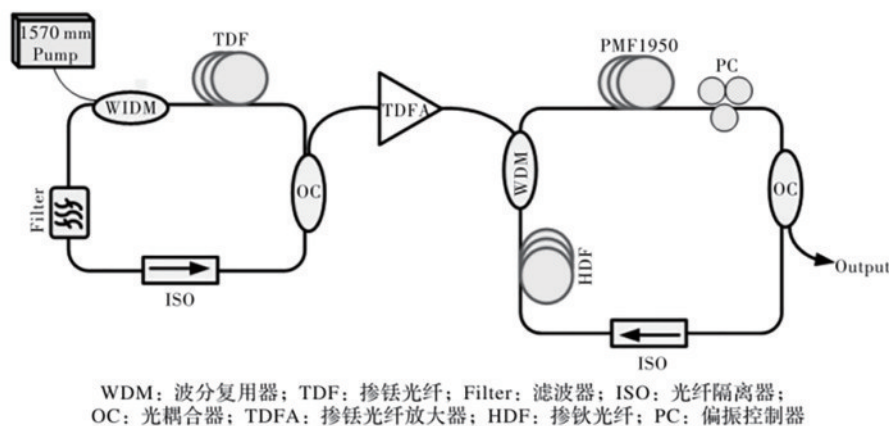 1570 mm
Pump
TDF
WIDM
Filter
ISO
OC
TDFA
PMF1950
PC
WDM
HDF
OC
Output
ISO
WDM：波分复用器；TDF：掺铥光纤；Filter：滤波器；ISO：光纤隔离器；
OC：光耦合器；TDFA：掺铥光纤放大器；HDF：掺钬光纤；PC：偏振控制器